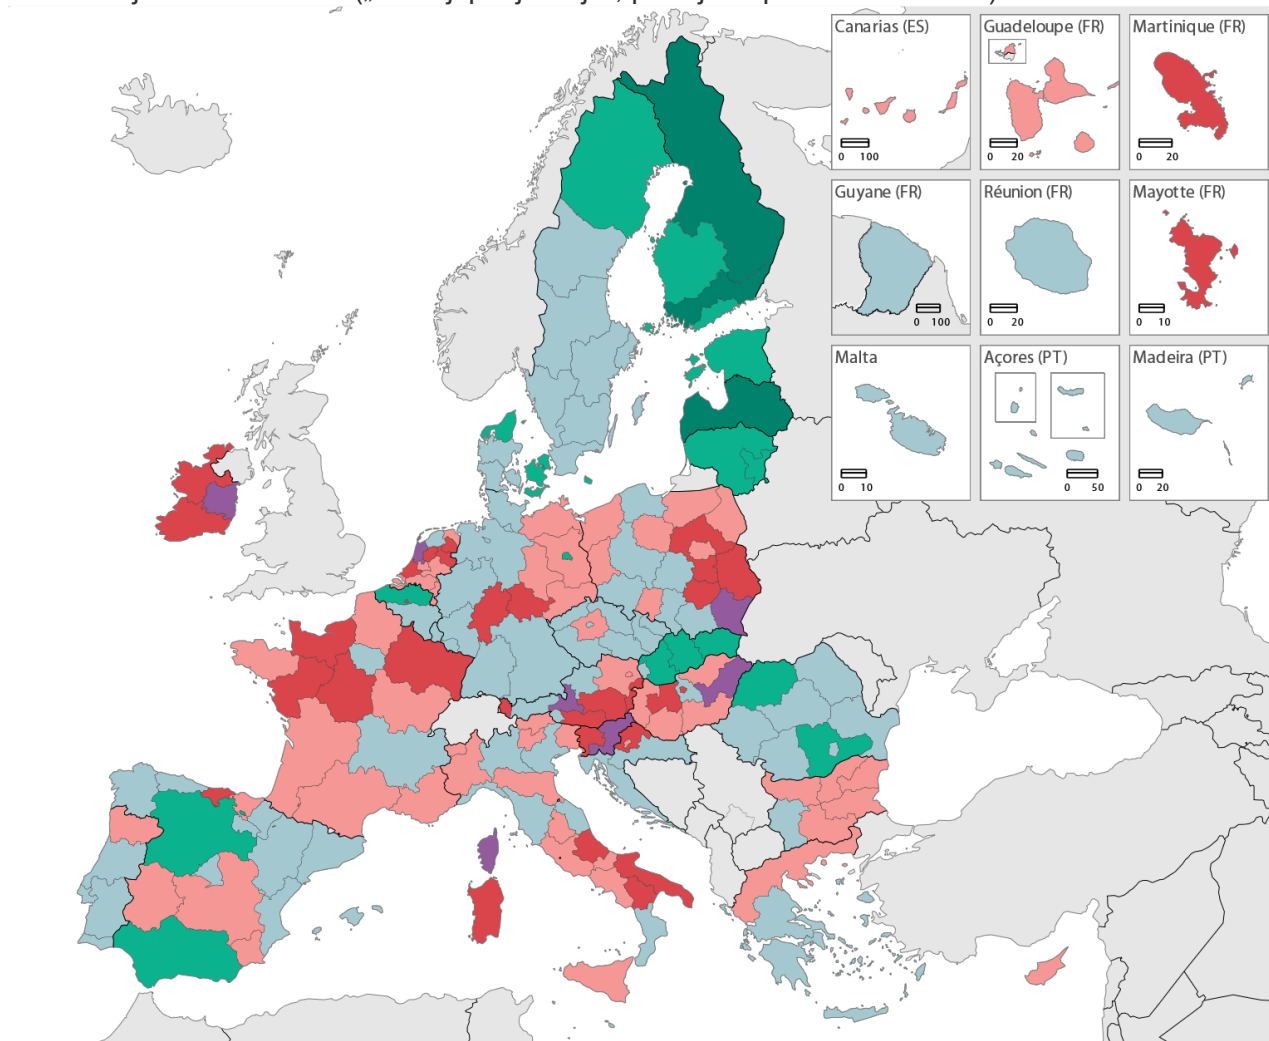 Canarias (ES)
0 100
Guadeloupe (FR)
0 20
Martinique (FR)
0 20
Guyane (FR)
0 100
Réunion (FR)
0 20
Mayotte (FR)
0 10
Malta
0 10
Açores (PT)
0 50
Madeira (PT)
0 20